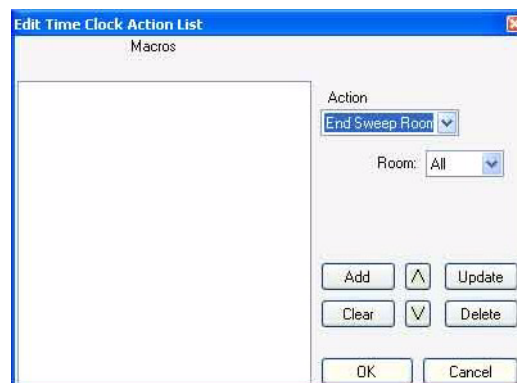 Edit Time Clock Action List
Macros
Action
End Sweep Roon
Room: All
Add
Update
Clear
Delete
OK
Cancel